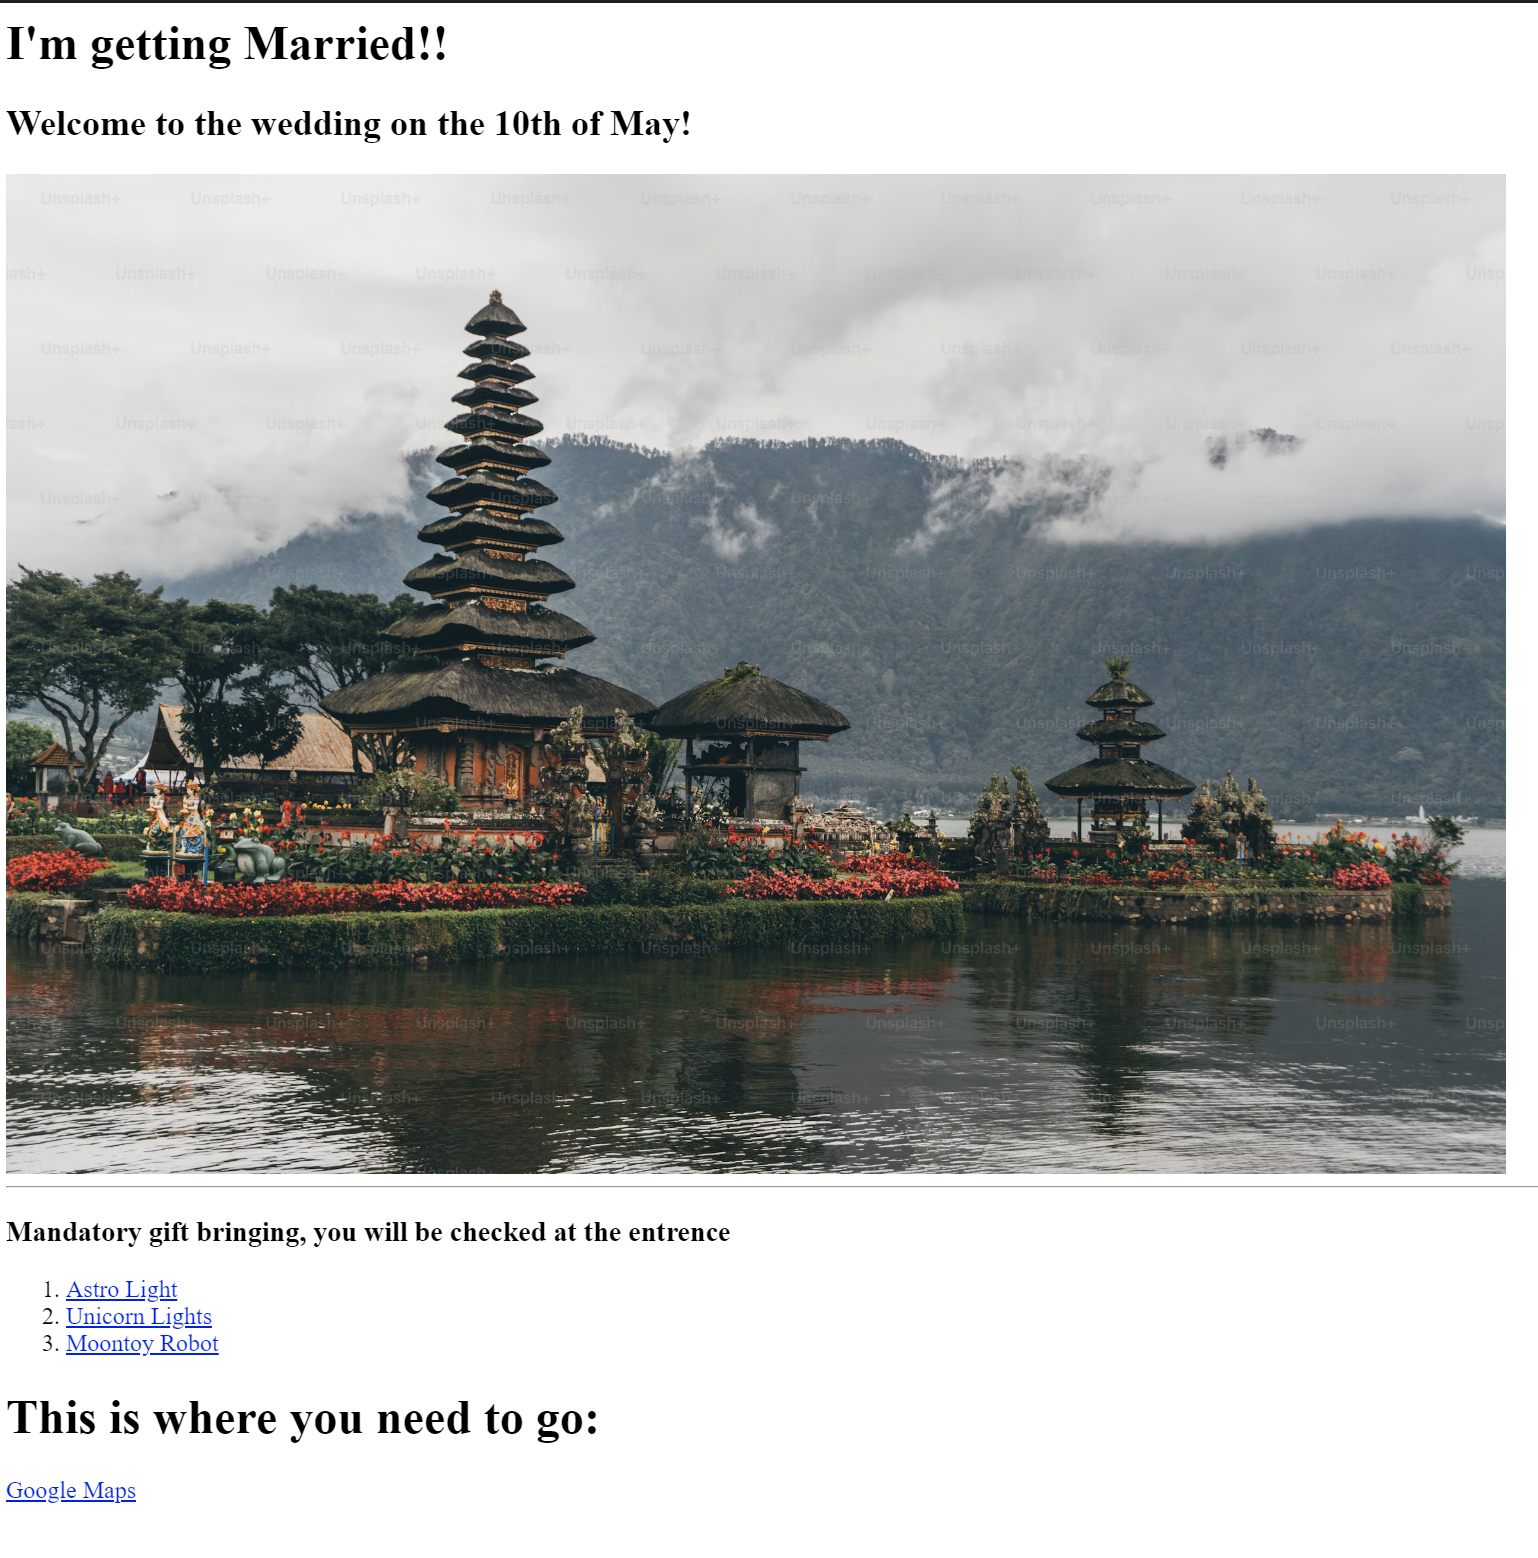 I'm getting Married!!
Welcome to the wedding on the 10th of May!
Unsplash+ Unsplash+ Unsplash+ Unsplash+ Unsplash+ Unsplash+ Unsplash+ Unsplash+ Unsplash+ Unsplash+
Mandatory gift bringing, you will be checked at the entrence
1. Astro Light
2. Unicorn Lights
3. Moontoy Robot
This is where you need to go:
Google Maps